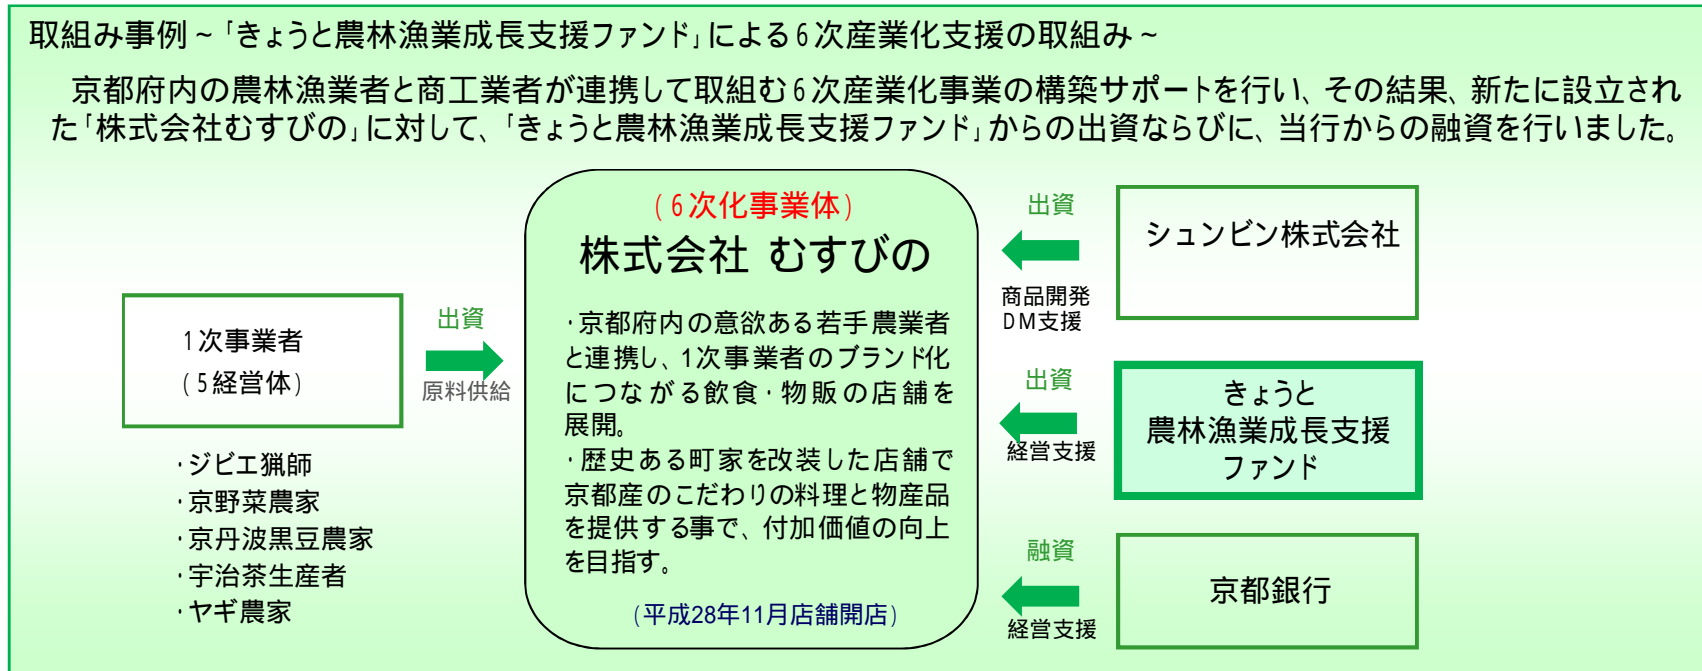 取組み事例～「きょうと農林漁業成長支援ファンド」による6次産業化支援の取組み～
京都府内の農林漁業者と商工業者が連携して取組む6次産業化事業の構築サポートを行い、その結果、新たに設立され
た「株式会社むすびの」に対して、「きょうと農林漁業成長支援ファンド」からの出資ならびに、当行からの融資を行いました。
1次事業者
(5経営体)
・ジビエ猟師
・京野菜農家
・京丹波黒豆農家
・宇治茶生産者
・ヤギ農家
出資
原料供給
(6次化事業体)
株式会社 むすびの
・京都府内の意欲ある若手農業者
と連携し、1次事業者のブランド化
につながる飲食・物販の店舗を
展開。
・歴史ある町家を改装した店舗で
京都産のこだわりの料理と物産品
を提供する事で、付加価値の向上
を目指す。
(平成28年11月店舗開店)
出資
商品開発
DM支援
シュンビン株式会社
出資
経営支援
きょうと
農林漁業成長支援
ファンド
融資
経営支援
京都銀行